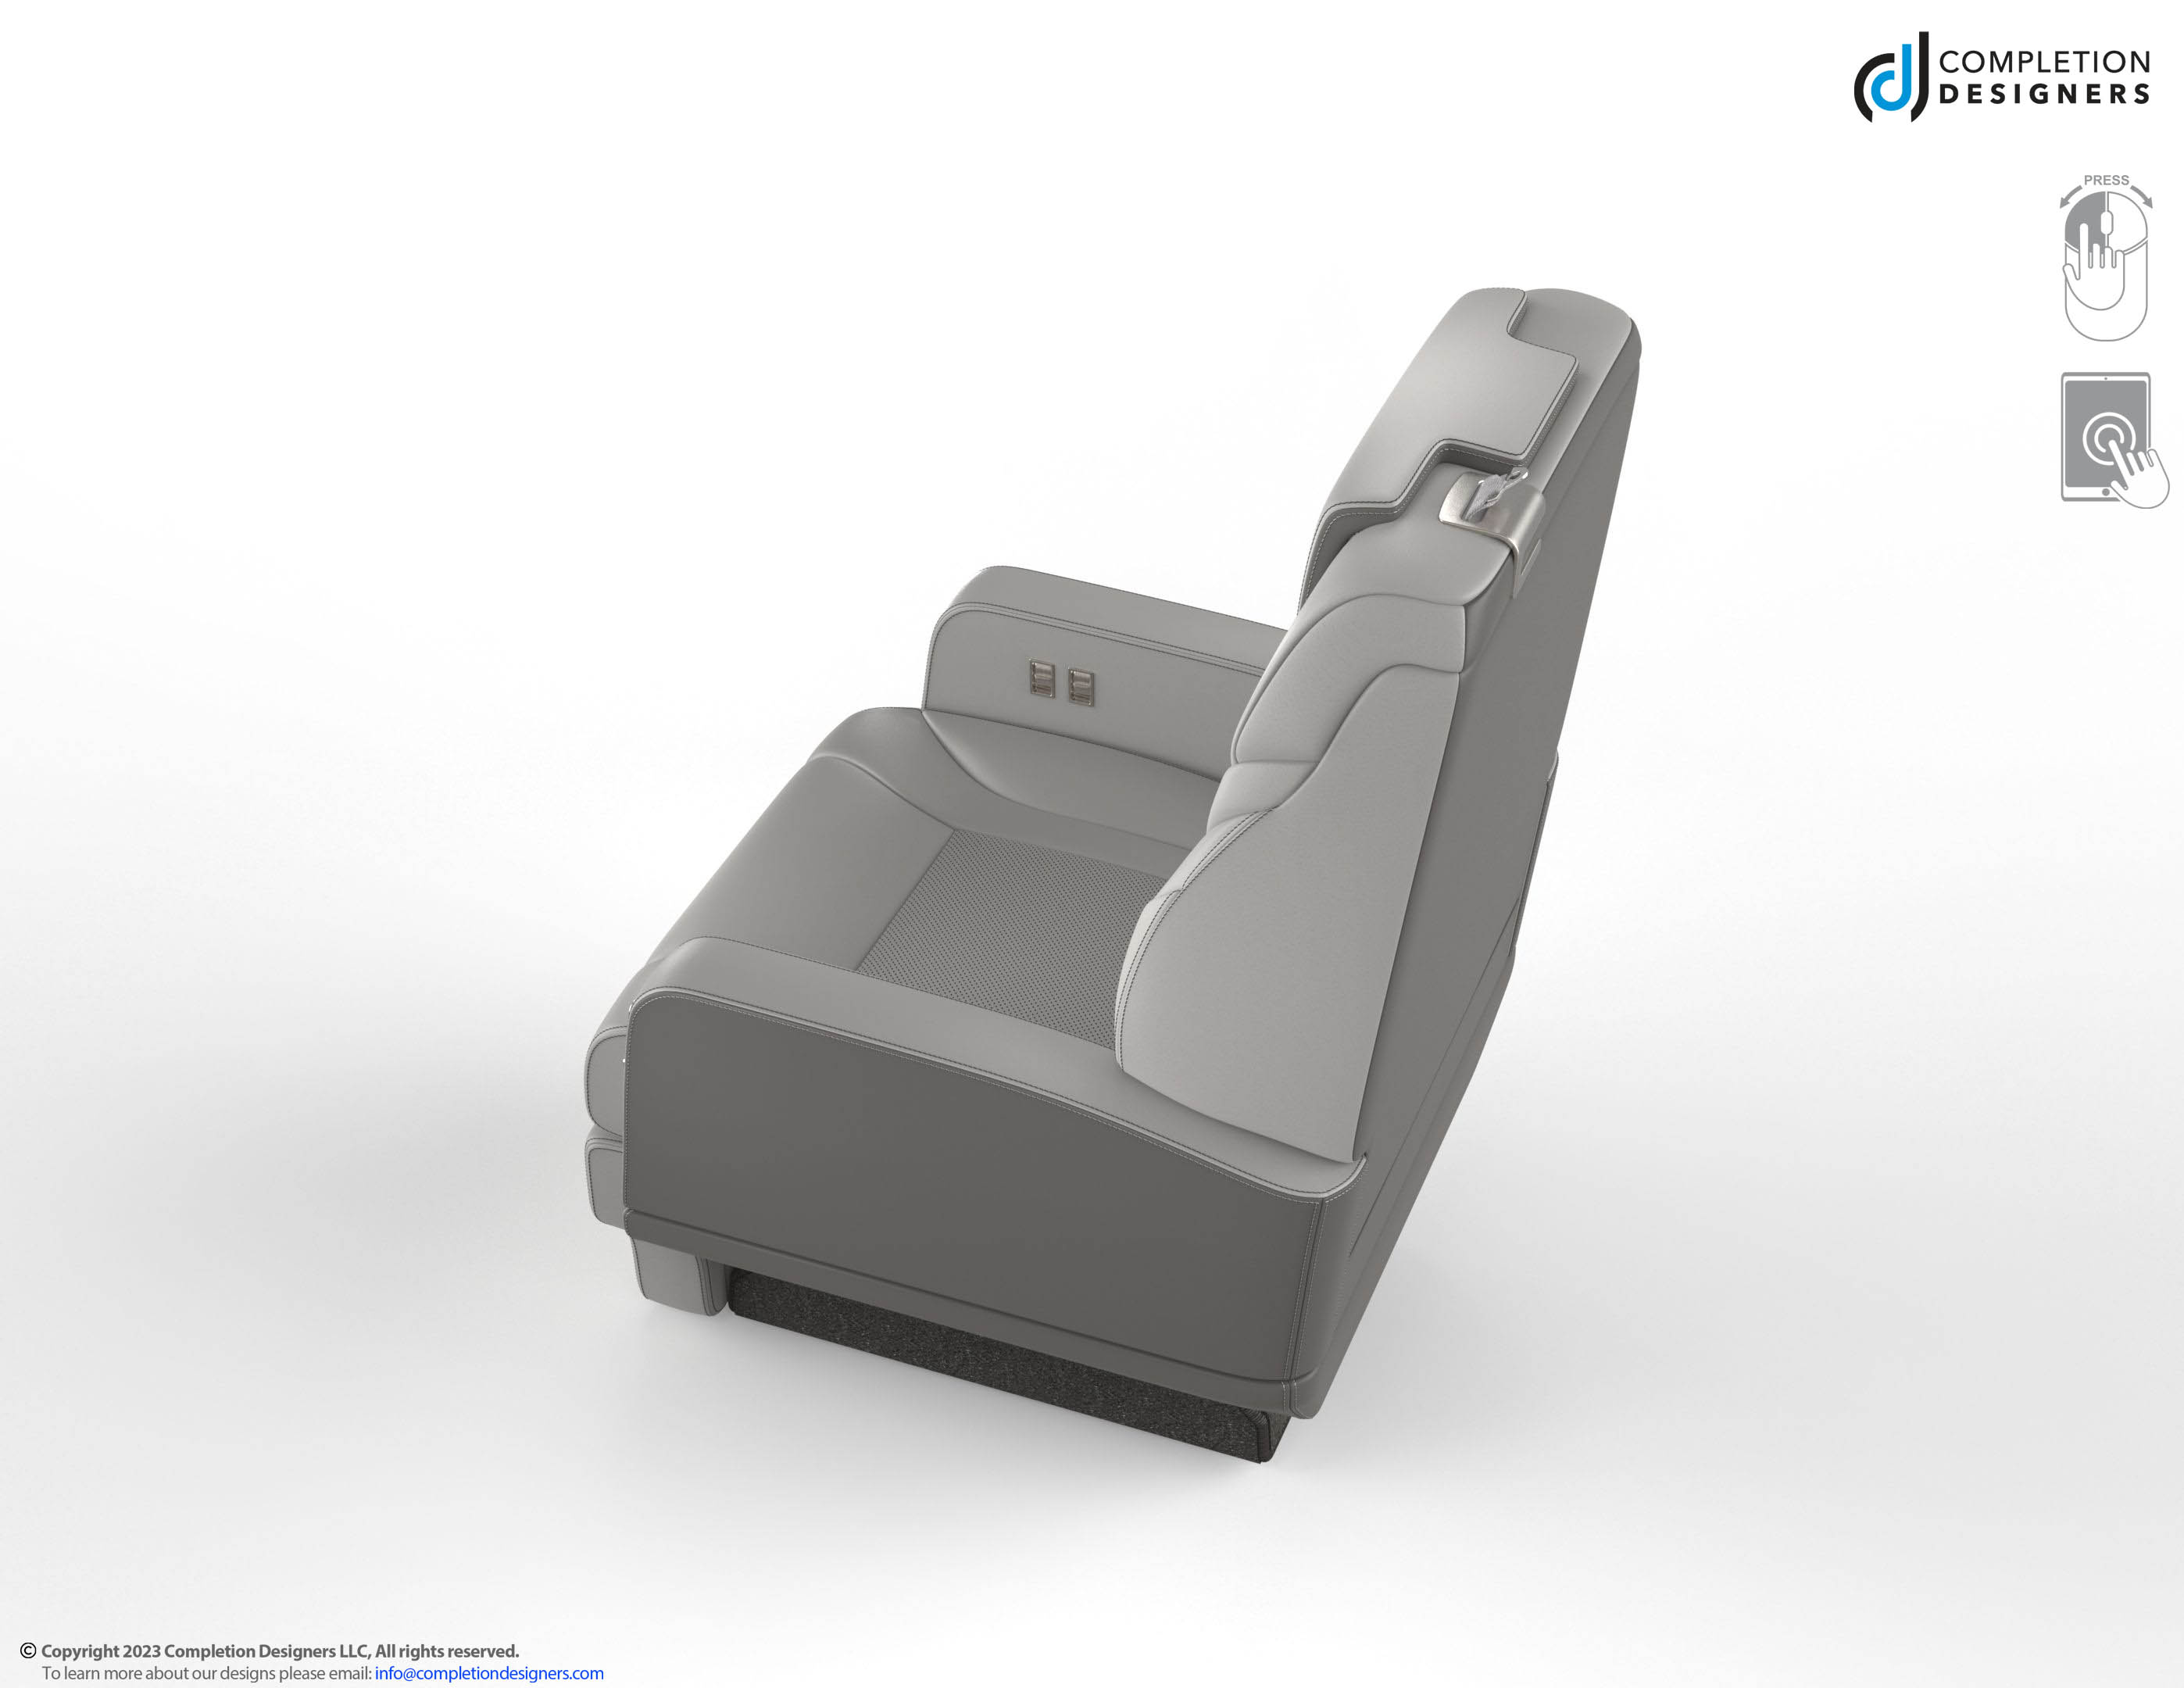 COMPLETION
DESIGNERS
PRESS
© Copyright 2023 Completion Designers LLC, All rights reserved.
To learn more about our designs please email: info@completiondesigners.com